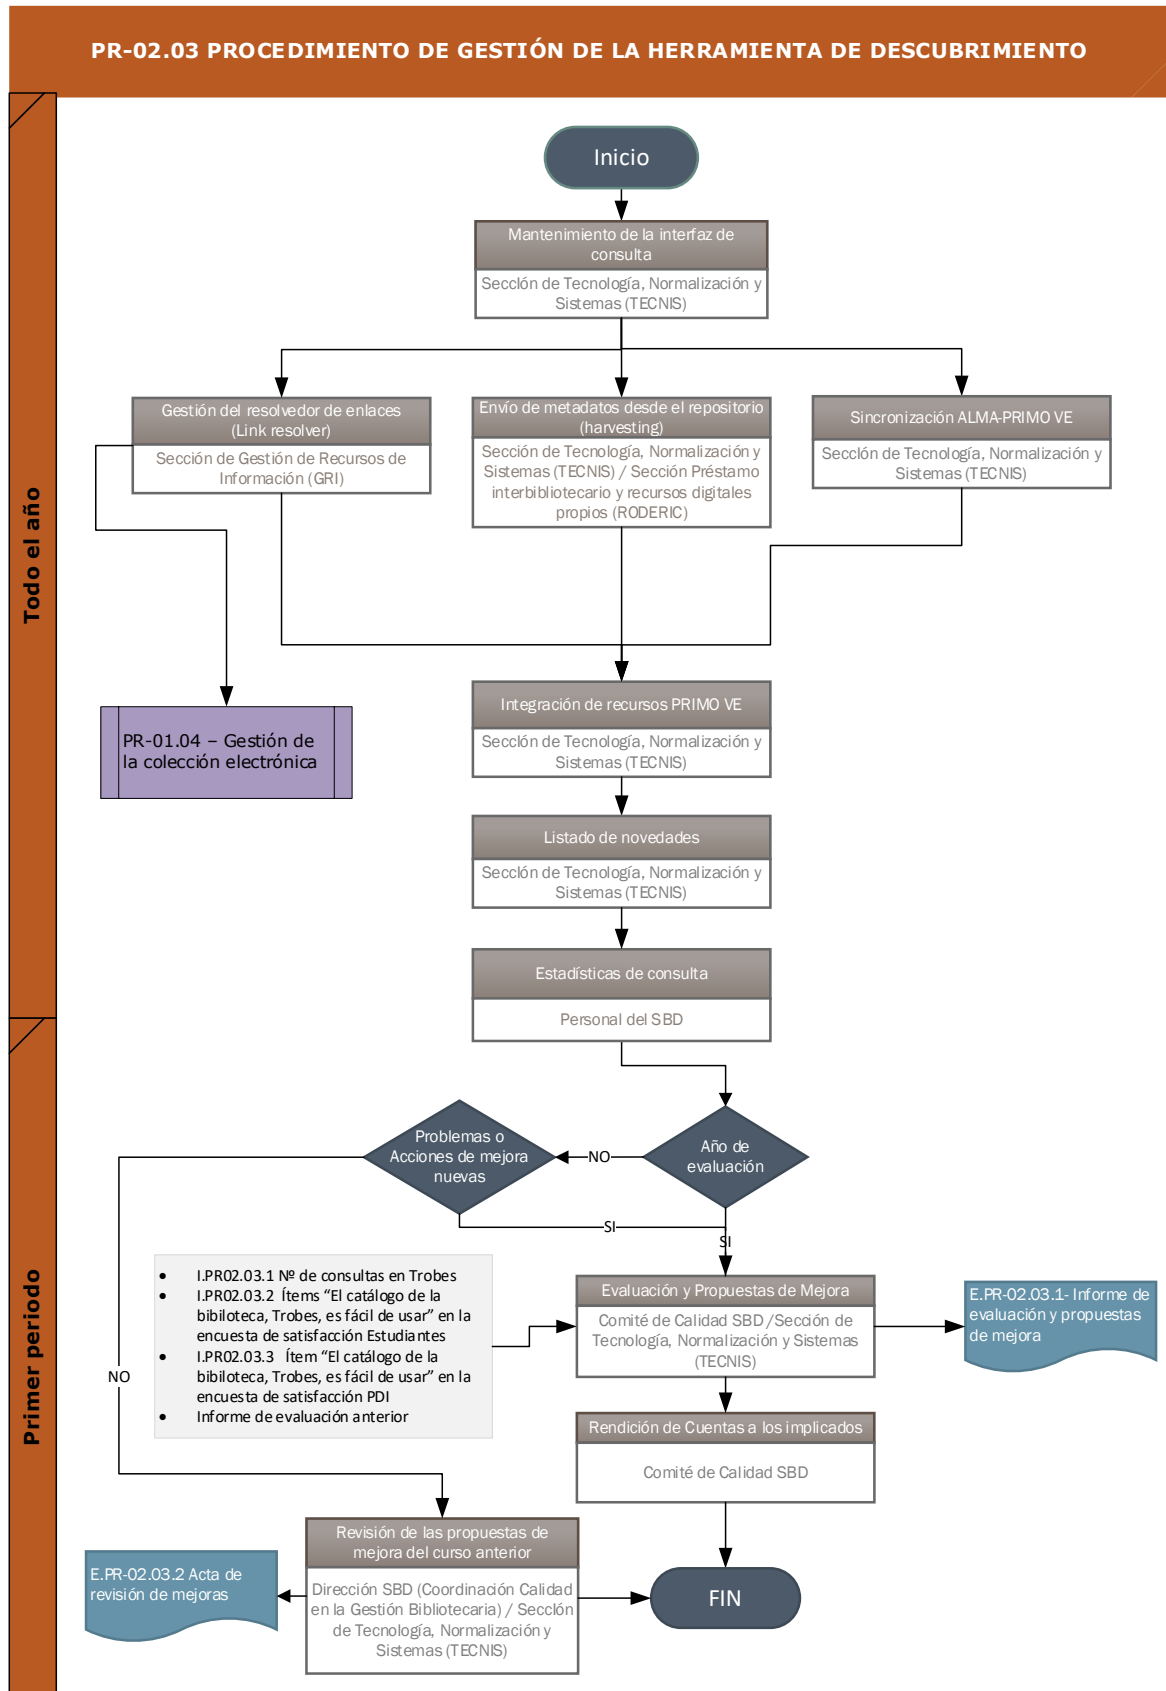 PR-02.03 PROCEDIMIENTO DE GESTIÓN DE LA HERRAMIENTA DE DESCUBRIMIENTO
Todo el año
Inicio
Mantenimiento de la interfaz de
consulta
Secclón de Tecnología, Normalización y
Sistemas (TECNIS)
Gestión del resolvedor de enlaces
(Link resolver)
Sección de Gestión de Recursos de
Información (GRI)
Envío de metadatos desde el repositorio
(harvesting)
Sección de Tecnología, Normalización y
Sistemas (TECNIS) / Sección Préstamo
interbibliotecario y recursos digitales
propios (RODERIC)
Sincronización ALMA-PRIMO VE
Secclón de Tecnología, Normalización y
Sistemas (TECNIS)
PR-01.04 – Gestión de
la colección electrónica
Integración de recursos PRIMO VE
Secclón de Tecnología, Normalización y
Sistemas (TECNIS)
Listado de novedades
Secclón de Tecnología, Normalización y
Sistemas (TECNIS)
Estadísticas de consulta
Personal del SBD
Primer periodo
Problemas o
Acciones de mejora
nuevas
NO
Año de
evaluación
SI
SI
NO
• I.PR02.03.1 Nº de consultas en Trobes
• I.PR02.03.2 Ítems “El catálogo de la
bibiloteca, Trobes, es fácil de usar” en la
encuesta de satisfacción Estudiantes
• I.PR02.03.3 Ítem “El catálogo de la
bibiloteca, Trobes, es fácil de usar” en la
encuesta de satisfacción PDI
• Informe de evaluación anterior
Evaluación y Propuestas de Mejora
Comité de Calidad SBD /Sección de
Tecnología, Normalización y Sistemas
(TECNIS)
E.PR-02.03.1- Informe de
evaluación y propuestas
de mejora
Rendición de Cuentas a los implicados
Comité de Calidad SBD
Revisión de las propuestas de
mejora del curso anterior
Dirección SBD (Coordinación Calidad
en la Gestión Bibliotecaria) / Secclón
de Tecnología, Normalización y
Sistemas (TECNIS)
E.PR-02.03.2 Acta de
revisión de mejoras
FIN